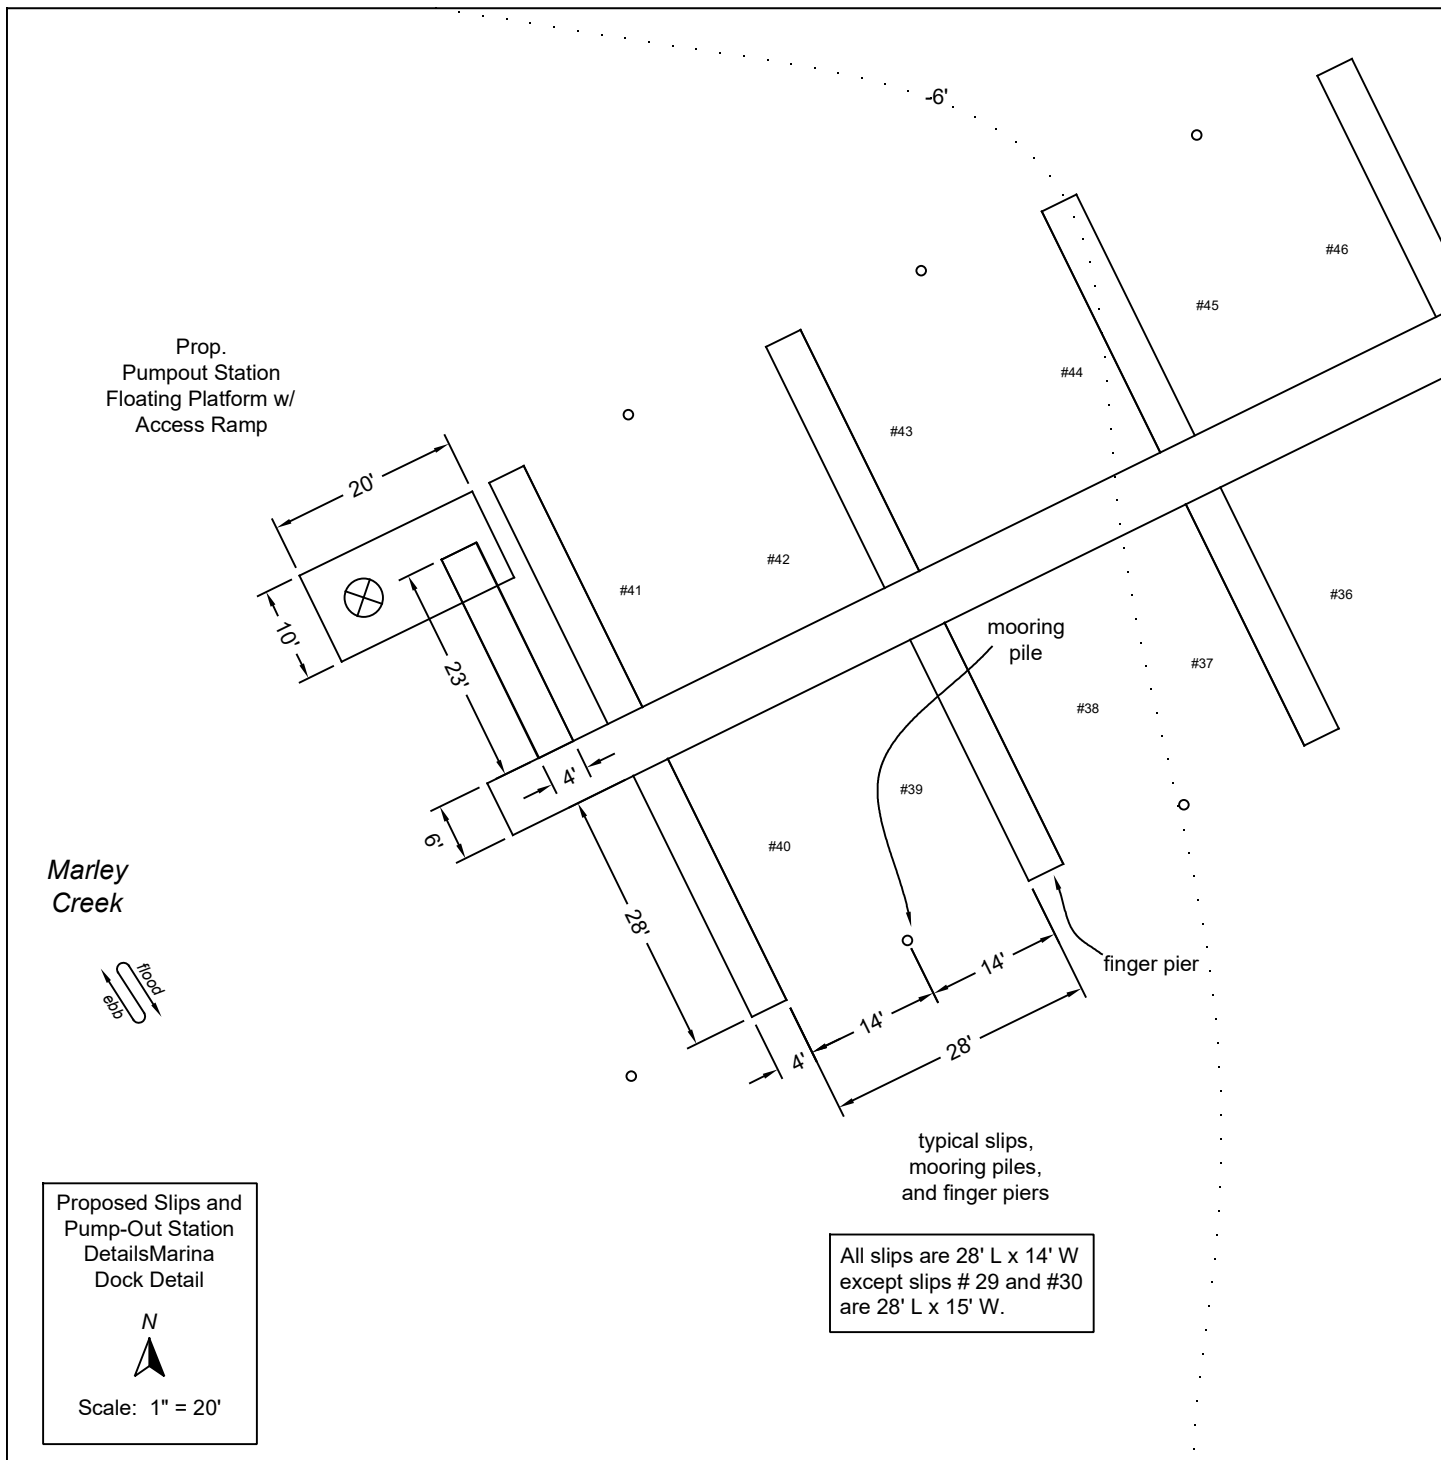 -6'
#46
#45
Prop.
Pumpout Station
Floating Platform w/
Access Ramp
#44
#43
20'
#42
#41
#36
10'
mooring
pile
23'
#37
#38
4'
#39
6'
#40
Marley
Creek
28'
flood
ebb
14'
finger pier
14'
28'
4'
typical slips,
mooring piles,
and finger piers
Proposed Slips and
Pump-Out Station
DetailsMarina
Dock Detail
N
Scale: 1" = 20'
All slips are 28' L x 14' W
except slips # 29 and #30
are 28' L x 15' W.